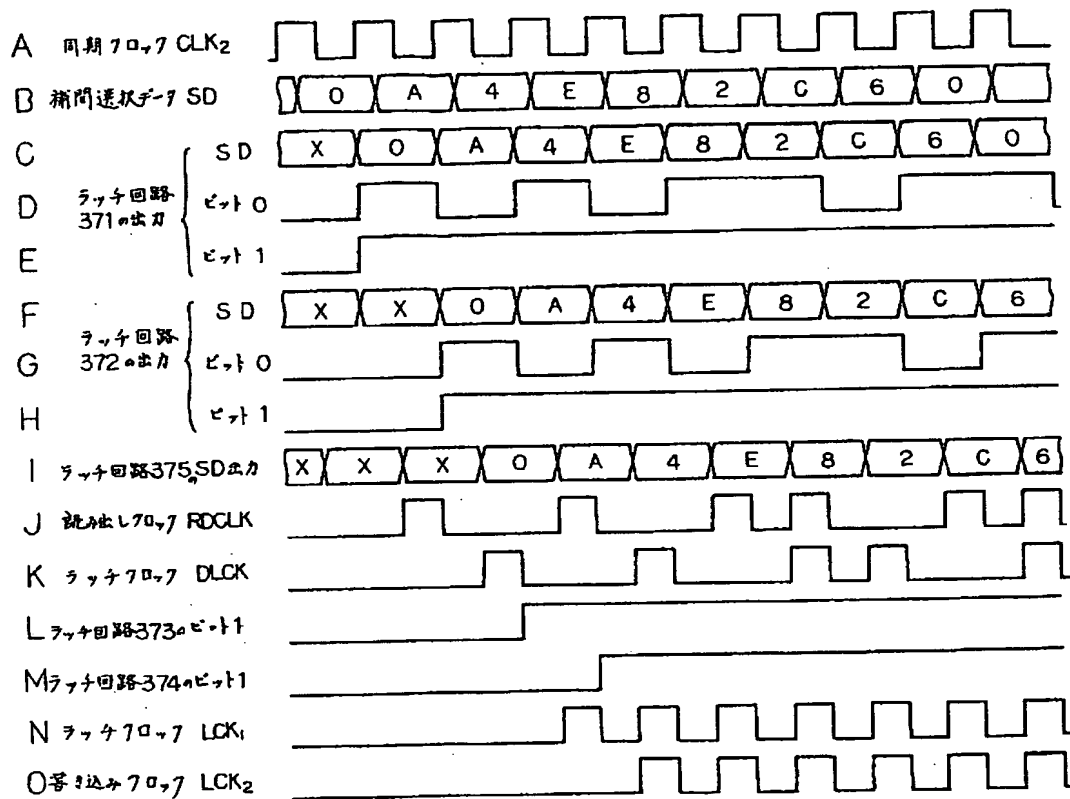 A 同期クロック CLK₂
B 補間選択データ SD
0 A 4 E 8 2 C 6 0
C SD
X 0 A 4 E 8 2 C 6 0
D ラッチ回路 371の出力 ビット 0
E ビット 1
F SD
X X 0 A 4 E 8 2 C 6
G ラッチ回路 372の出力 ビット 0
H ビット 1
I ラッチ回路375のSD出力
X X X 0 A 4 E 8 2 C 6
J 読み出しクロック RDCLK
K ラッチクロック DLCK
L ラッチ回路373のビット1
M ラッチ回路374のビット1
N ラッチクロック LCK₁
O 書き込みクロック LCK₂